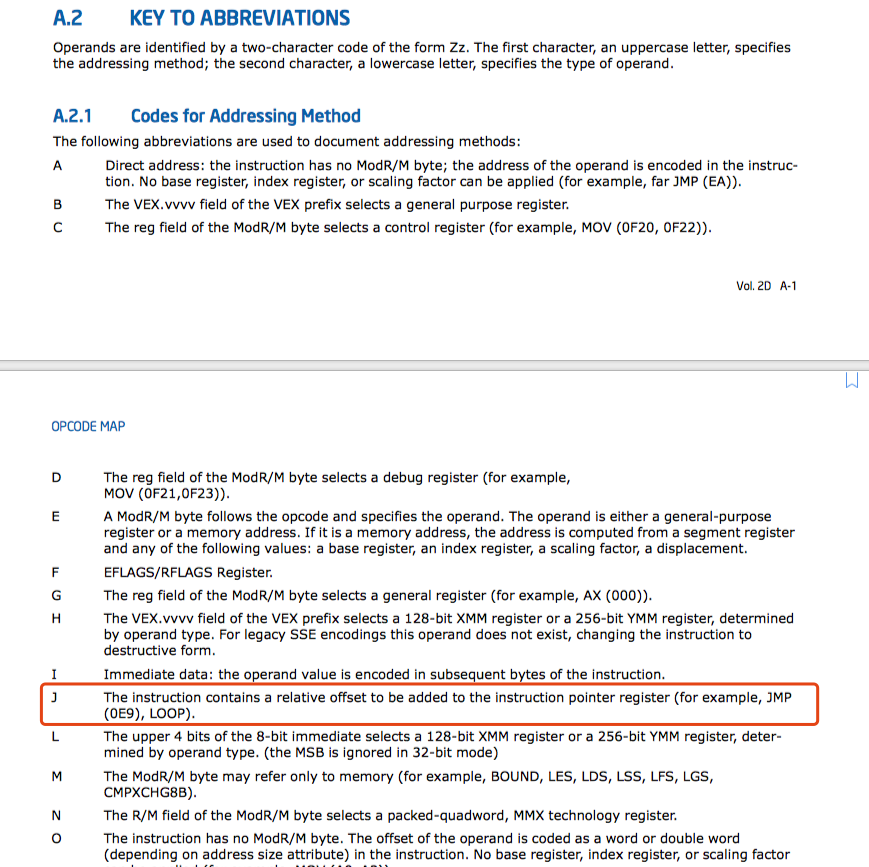 A.2 KEY TO ABBREVIATIONS
Operands are identified by a two-character code of the form Zz. The first character, an uppercase letter, specifies
the addressing method; the second character, a lowercase letter, specifies the type of operand.
A.2.1 Codes for Addressing Method
The following abbreviations are used to document addressing methods:
A Direct address: the instruction has no ModR/M byte; the address of the operand is encoded in the instruc-
tion. No base register, index register, or scaling factor can be applied (for example, far JMP (EA)).
B The VEX.vvvv field of the VEX prefix selects a general purpose register.
C The reg field of the ModR/M byte selects a control register (for example, MOV (0F20, 0F22)).
Vol. 2D A-1
OPCODE MAP
D The reg field of the ModR/M byte selects a debug register (for example,
MOV (0F21,0F23)).
E A ModR/M byte follows the opcode and specifies the operand. The operand is either a general-purpose
register or a memory address. If it is a memory address, the address is computed from a segment register
and any of the following values: a base register, an index register, a scaling factor, a displacement.
F EFLAGS/RFLAGS Register.
G The reg field of the ModR/M byte selects a general register (for example, AX (000)).
H The VEX.vvvv field of the VEX prefix selects a 128-bit XMM register or a 256-bit YMM register, determined
by operand type. For legacy SSE encodings this operand does not exist, changing the instruction to
destructive form.
I Immediate data: the operand value is encoded in subsequent bytes of the instruction.
J The instruction contains a relative offset to be added to the instruction pointer register (for example, JMP
(0E9), LOOP).
L The upper 4 bits of the 8-bit immediate selects a 128-bit XMM register or a 256-bit YMM register, deter-
mined by operand type. (the MSB is ignored in 32-bit mode)
M The ModR/M byte may refer only to memory (for example, BOUND, LES, LDS, LSS, LFS, LGS,
CMPXCHG8B).
N The R/M field of the ModR/M byte selects a packed-quadword, MMX technology register.
O The instruction has no ModR/M byte. The offset of the operand is coded as a word or double word
(depending on address size attribute) in the instruction. No base register, index register, or scaling factor